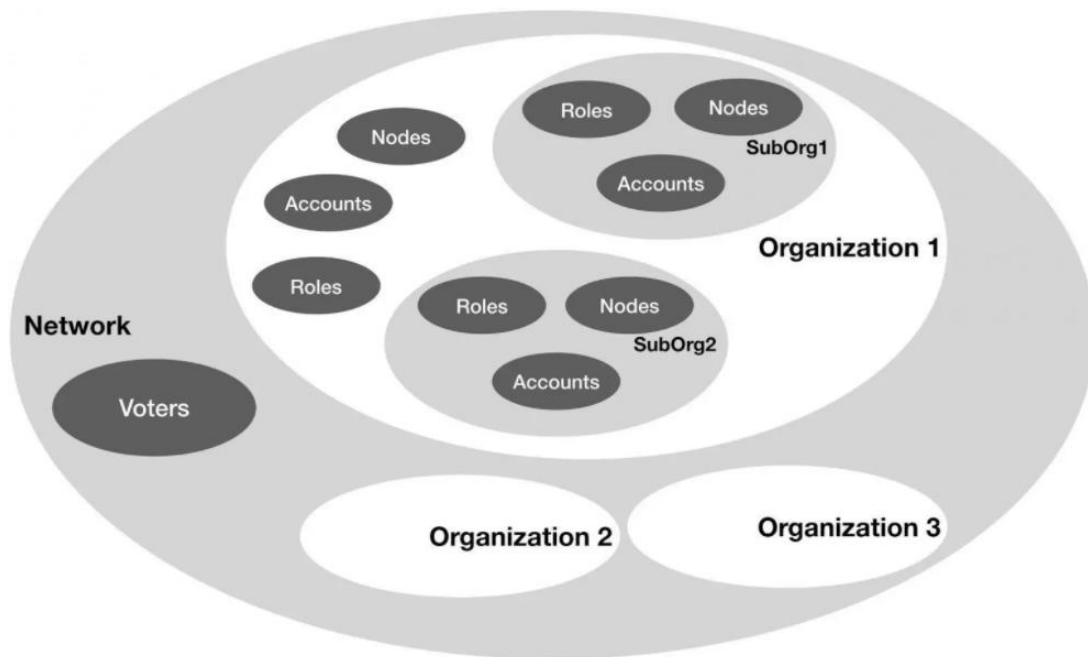 Roles
Nodes
SubOrg1
Accounts
Nodes
Accounts
Roles
Organization 1
Roles
Nodes
SubOrg2
Accounts
Network
Voters
Organization 2
Organization 3